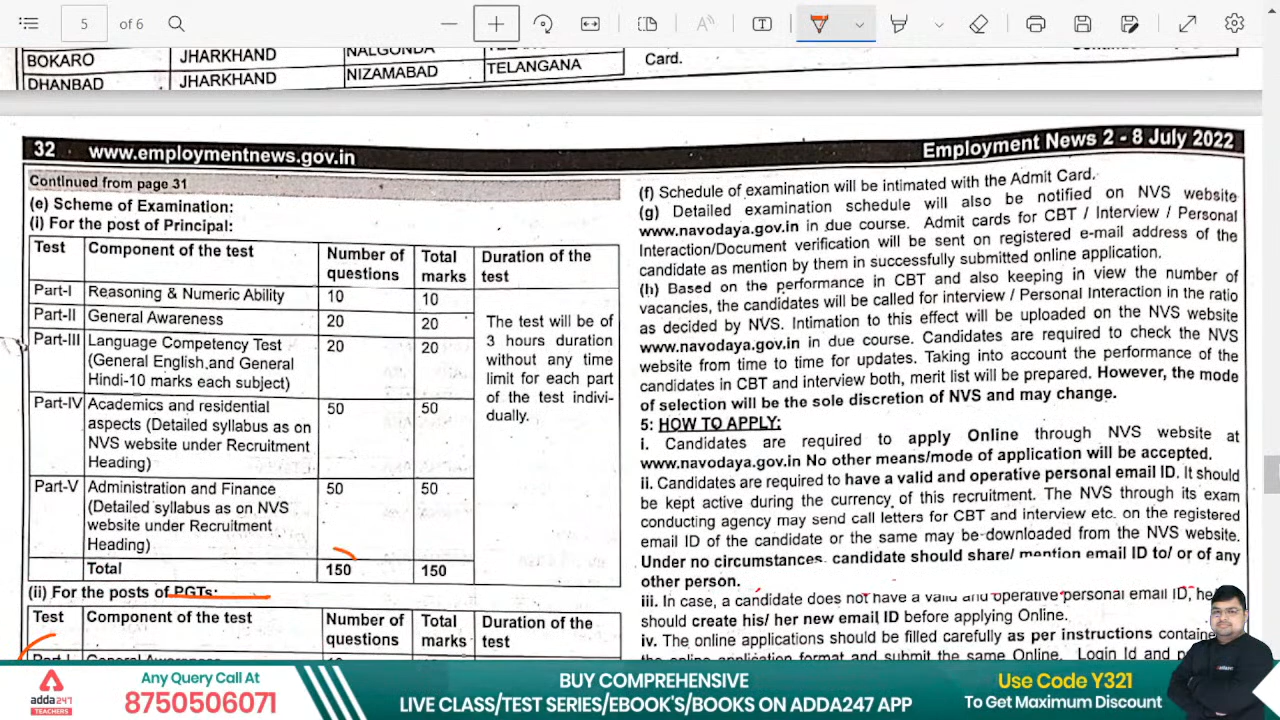 5 of 6
BOKARO JHARKHAND NALGONDA
DHANBAD JHARKHAND NIZAMABAD TELANGANA
Card.
32 www.employmentnews.gov.in
Employment News 2 - 8 July 2022
Continued from page 31
(e) Scheme of Examination:
(i) For the post of Principal:
Test Component of the test Number of questions Total marks Duration of the test
Part-I Reasoning & Numeric Ability 10 10
Part-II General Awareness 20 20
Part-III Language Competency Test 20 20
(General English and General
Hindi-10 marks each subject)
Part-IV Academics and residential 50 50
aspects (Detailed syllabus as on
NVS website under Recruitment
Heading)
Part-V Administration and Finance 50 50
(Detailed syllabus as on NVS
website under Recruitment
Heading)
Total 150 150
The test will be of
3 hours duration
without any time
limit for each part
of the test indivi-
dually.
(ii) For the posts of PGTs:
Test Component of the test Number of questions Total marks Duration of the test
(f) Schedule of examination will be intimated with the Admit Card.
(g) Detailed examination schedule will also be notified on NVS website
www.navodaya.gov.in in due course. Admit cards for CBT / Interview / Personal
Interaction/Document verification will be sent on registered e-mail address of the
candidate as mention by them in successfully submitted online application.
(h) Based on the performance in CBT and also keeping in view the number of
vacancies, the candidates will be called for interview / Personal Interaction in the ratio
as decided by NVS. Intimation to this effect will be uploaded on the NVS website
www.navodaya.gov.in in due course. Candidates are required to check the NVS
website from time to time for updates. Taking into account the performance of the
candidates in CBT and interview both, merit list will be prepared. However, the mode
of selection will be the sole discretion of NVS and may change.
5: HOW TO APPLY:
i. Candidates are required to apply Online through NVS website at
www.navodaya.gov.in No other means/mode of application will be accepted.
ii. Candidates are required to have a valid and operative personal email ID. It should
be kept active during the currency of this recruitment. The NVS through its exam
conducting agency may send call letters for CBT and interview etc. on the registered
email ID of the candidate or the same may be downloaded from the NVS website.
Under no circumstances, candidate should share/ mention email ID to/ or of any
other person.
iii. In case, a candidate does not have a valid and operative personal email ID, he
should create his/ her new email ID before applying Online.
iv. The online applications should be filled carefully as per instructions
the online application format and submit the same Online. Login Id and
adda247
TEACHERS
Any Query Call At
8750506071
BUY COMPREHENSIVE
LIVE CLASS/TEST SERIES/EBOOK'S/BOOKS ON ADDA247 APP
Use Code Y321
To Get Maximum Discount